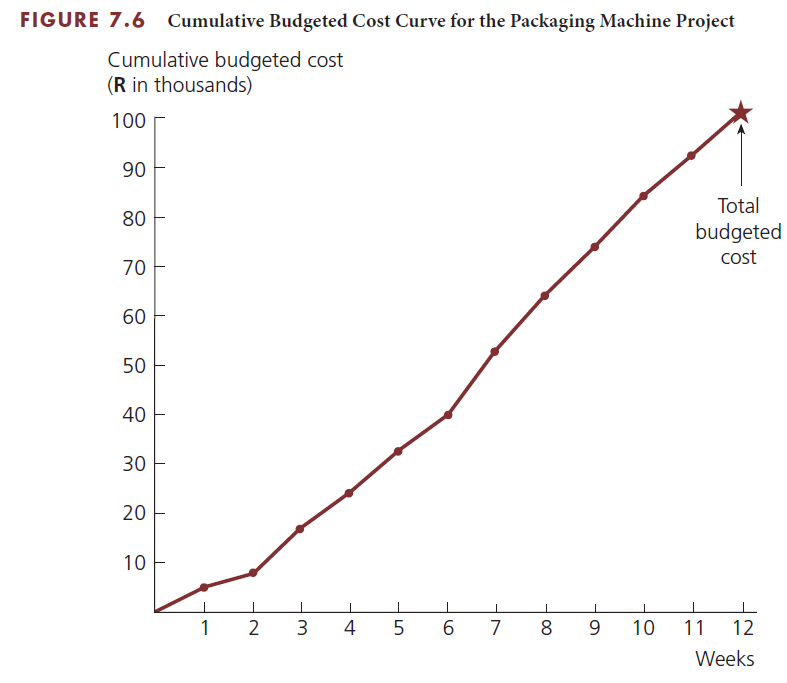 FIGURE 7.6 Cumulative Budgeted Cost Curve for the Packaging Machine Project
Cumulative budgeted cost
(R in thousands)
100
90
80
70
60
50
40
30
20
10
Total
budgeted
cost
1 2 3 4 5 6 7 8 9 10 11 12
Weeks